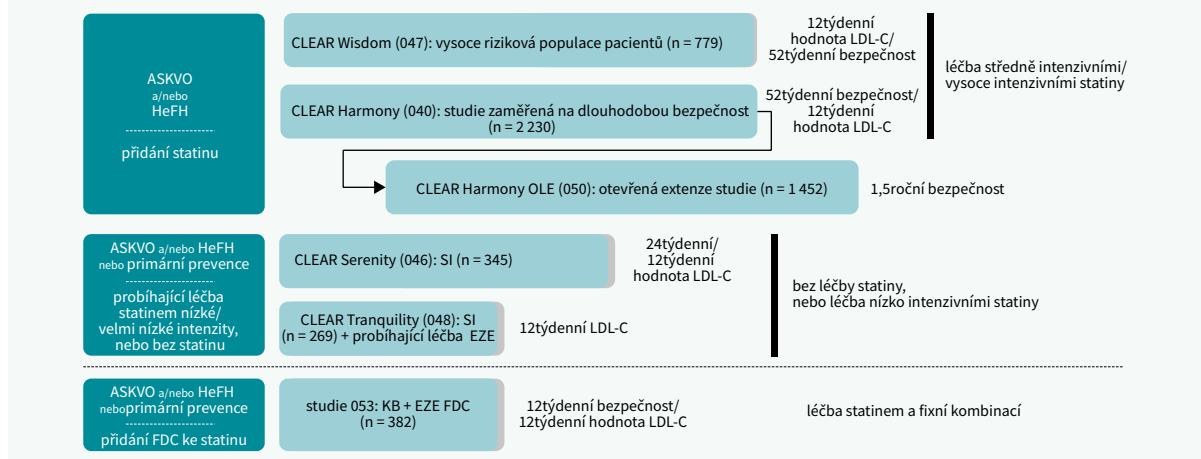 ASKVO
a/nebo
HeFH
přidání statinu
CLEAR Wisdom (047): vysoce riziková populace pacientů (n = 779)
12týdenní
hodnota LDL-C/
52týdenní bezpečnost
CLEAR Harmony (040): studie zaměřená na dlouhodobou bezpečnost
(n = 2 230)
52týdenní bezpečnost/
12týdenní
hodnota LDL-C
léčba středně intenzivními/
vysoce intenzivními statiny
CLEAR Harmony OLE (050): otevřená extenze studie (n = 1 452)
1,5roční bezpečnost
ASKVO a/nebo HeFH
nebo primární prevence
probíhající léčba
statinem nízké/
velmi nízké intenzity,
nebo bez statinu
CLEAR Serenity (046): SI (n = 345)
24týdenní/
12týdenní
hodnota LDL-C
CLEAR Tranquility (048): SI
(n = 269) + probíhající léčba EZE
12týdenní LDL-C
bez léčby statiny,
nebo léčba nízko intenzivními statiny
ASKVO a/nebo HeFH
neboprimární prevence
přidání FDC ke statinu
studie 053: KB + EZE FDC
(n = 382)
12týdenní bezpečnost/
12týdenní hodnota LDL-C
léčba statinem a fixní kombinací